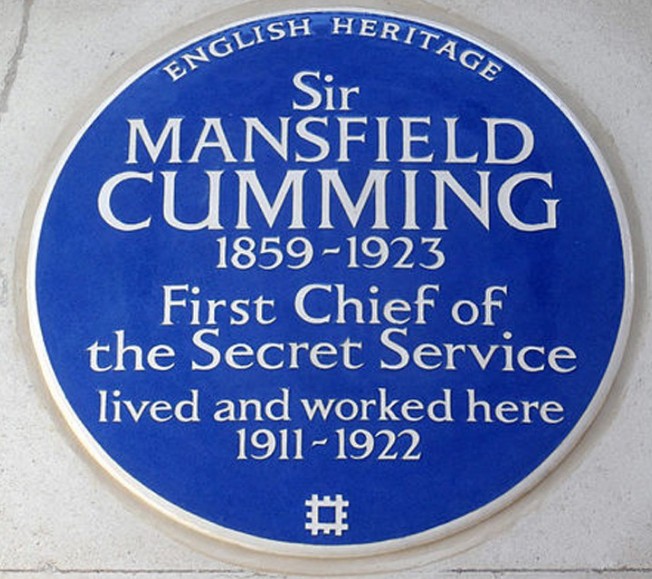 ENGLISH HERITAGE
Sir
MANSFIELD
CUMMING
1859-1923
First Chief of
the Secret Service
lived and worked here
1911-1922